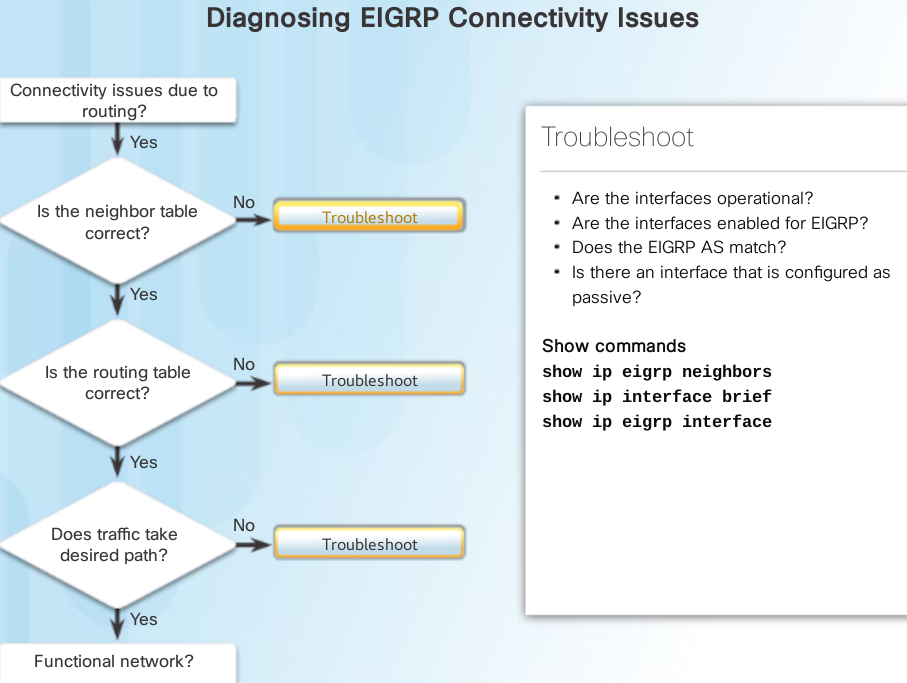 Diagnosing EIGRP Connectivity Issues
Connectivity issues due to
routing?
Yes
Is the neighbor table
correct?
No
Troubleshoot
Yes
Is the routing table
correct?
No
Troubleshoot
Yes
Does traffic take
desired path?
No
Troubleshoot
Yes
Functional network?
Troubleshoot
• Are the interfaces operational?
• Are the interfaces enabled for EIGRP?
• Does the EIGRP AS match?
• Is there an interface that is configured as
passive?
Show commands
show ip eigrp neighbors
show ip interface brief
show ip eigrp interface